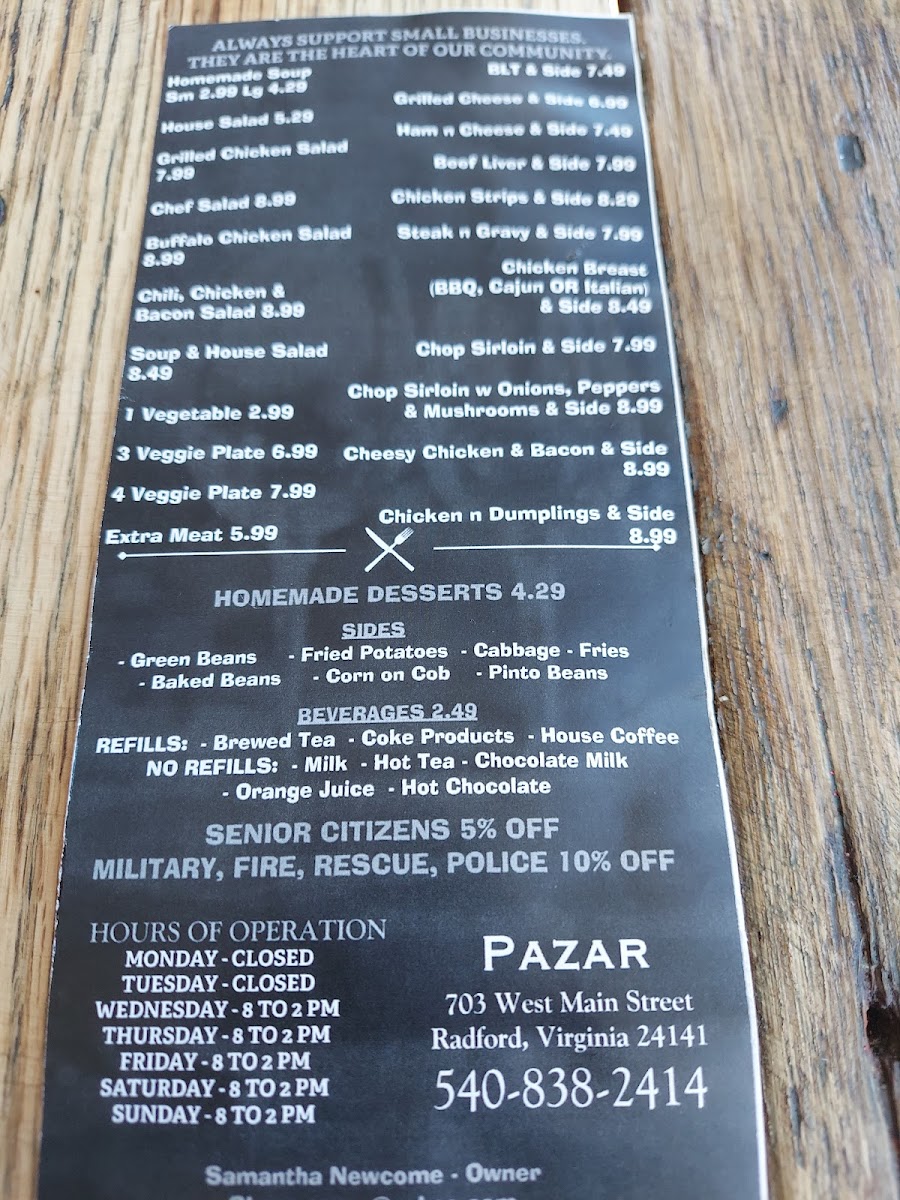 ALWAYS SUPPORT SMALL BUSINESSES.
THEY ARE THE HEART OF OUR COMMUNITY.
Homemade Soup
Sm 2.99 Lg 4.29
House Salad 5.29
Grilled Chicken Salad
7.99
Chef Salad 8.99
Buffalo Chicken Salad
8.99
Chili, Chicken &
Bacon Salad 8.99
Soup & House Salad
8.49
1 Vegetable 2.99
3 Veggie Plate 6.99
4 Veggie Plate 7.99
Extra Meat 5.99
BLT & Side 7.49
Grilled Cheese & Side 6.99
Ham n Cheese & Side 7.49
Beef Liver & Side 7.99
Chicken Strips & Side 8.29
Steak n Gravy & Side 7.99
Chicken Breast
(BBQ, Cajun OR Italian)
& Side 8.49
Chop Sirloin & Side 7.99
Chop Sirloin w Onions, Peppers
& Mushrooms & Side 8.99
Cheesy Chicken & Bacon & Side
8.99
Chicken n Dumplings & Side
8.99
HOMEMADE DESSERTS 4.29
SIDES
- Green Beans - Fried Potatoes - Cabbage - Fries
- Baked Beans - Corn on Cob - Pinto Beans
BEVERAGES 2.49
REFILLS: - Brewed Tea - Coke Products - House Coffee
NO REFILLS: - Milk - Hot Tea - Chocolate Milk
- Orange Juice - Hot Chocolate
SENIOR CITIZENS 5% OFF
MILITARY, FIRE, RESCUE, POLICE 10% OFF
HOURS OF OPERATION
MONDAY - CLOSED
TUESDAY - CLOSED
WEDNESDAY - 8 TO 2 PM
THURSDAY - 8 TO 2 PM
FRIDAY - 8 TO 2 PM
SATURDAY - 8 TO 2 PM
SUNDAY - 8 TO 2 PM
PAZAR
703 West Main Street
Radford, Virginia 24141
540-838-2414
Samantha Newcome - Owner